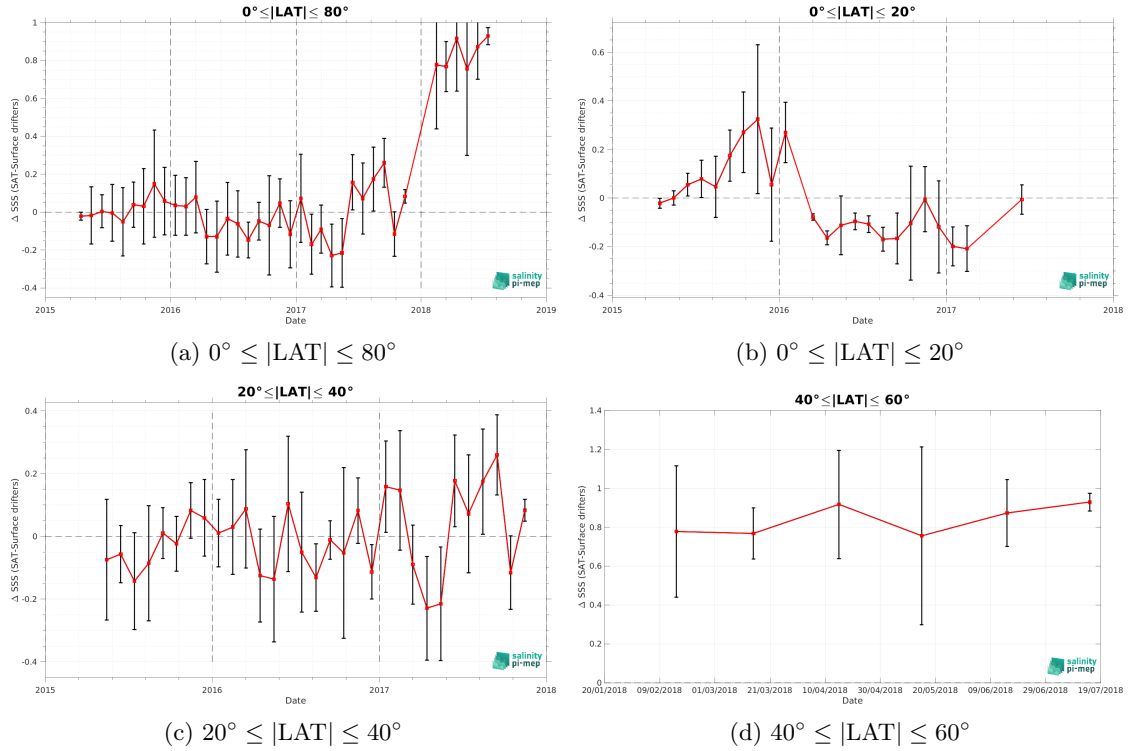 0°≤|LAT|≤ 80°
1
0.8
0.6
0.4
0.2
0
-0.2
-0.4
Δ SSS (SAT-Surface drifters)
2015
2016
2017
2018
2019
Date
salinity
pi-mep
(a) 0° ≤ |LAT| ≤ 80°
0°≤|LAT|≤ 20°
0.6
0.4
0.2
0
-0.2
-0.4
Δ SSS (SAT-Surface drifters)
2015
2016
2017
2018
Date
salinity
pi-mep
(b) 0° ≤ |LAT| ≤ 20°
20°≤|LAT|≤ 40°
0.4
0.2
0
-0.2
-0.4
Δ SSS (SAT-Surface drifters)
2015
2016
2017
2018
Date
salinity
pi-mep
(c) 20° ≤ |LAT| ≤ 40°
40°≤|LAT|≤ 60°
1.4
1.2
1
0.8
0.6
0.4
0.2
0
Δ SSS (SAT-Surface drifters)
20/01/2018
09/02/2018
01/03/2018
21/03/2018
10/04/2018
30/04/2018
20/05/2018
09/06/2018
29/06/2018
19/07/2018
Date
salinity
pi-mep
(d) 40° ≤ |LAT| ≤ 60°